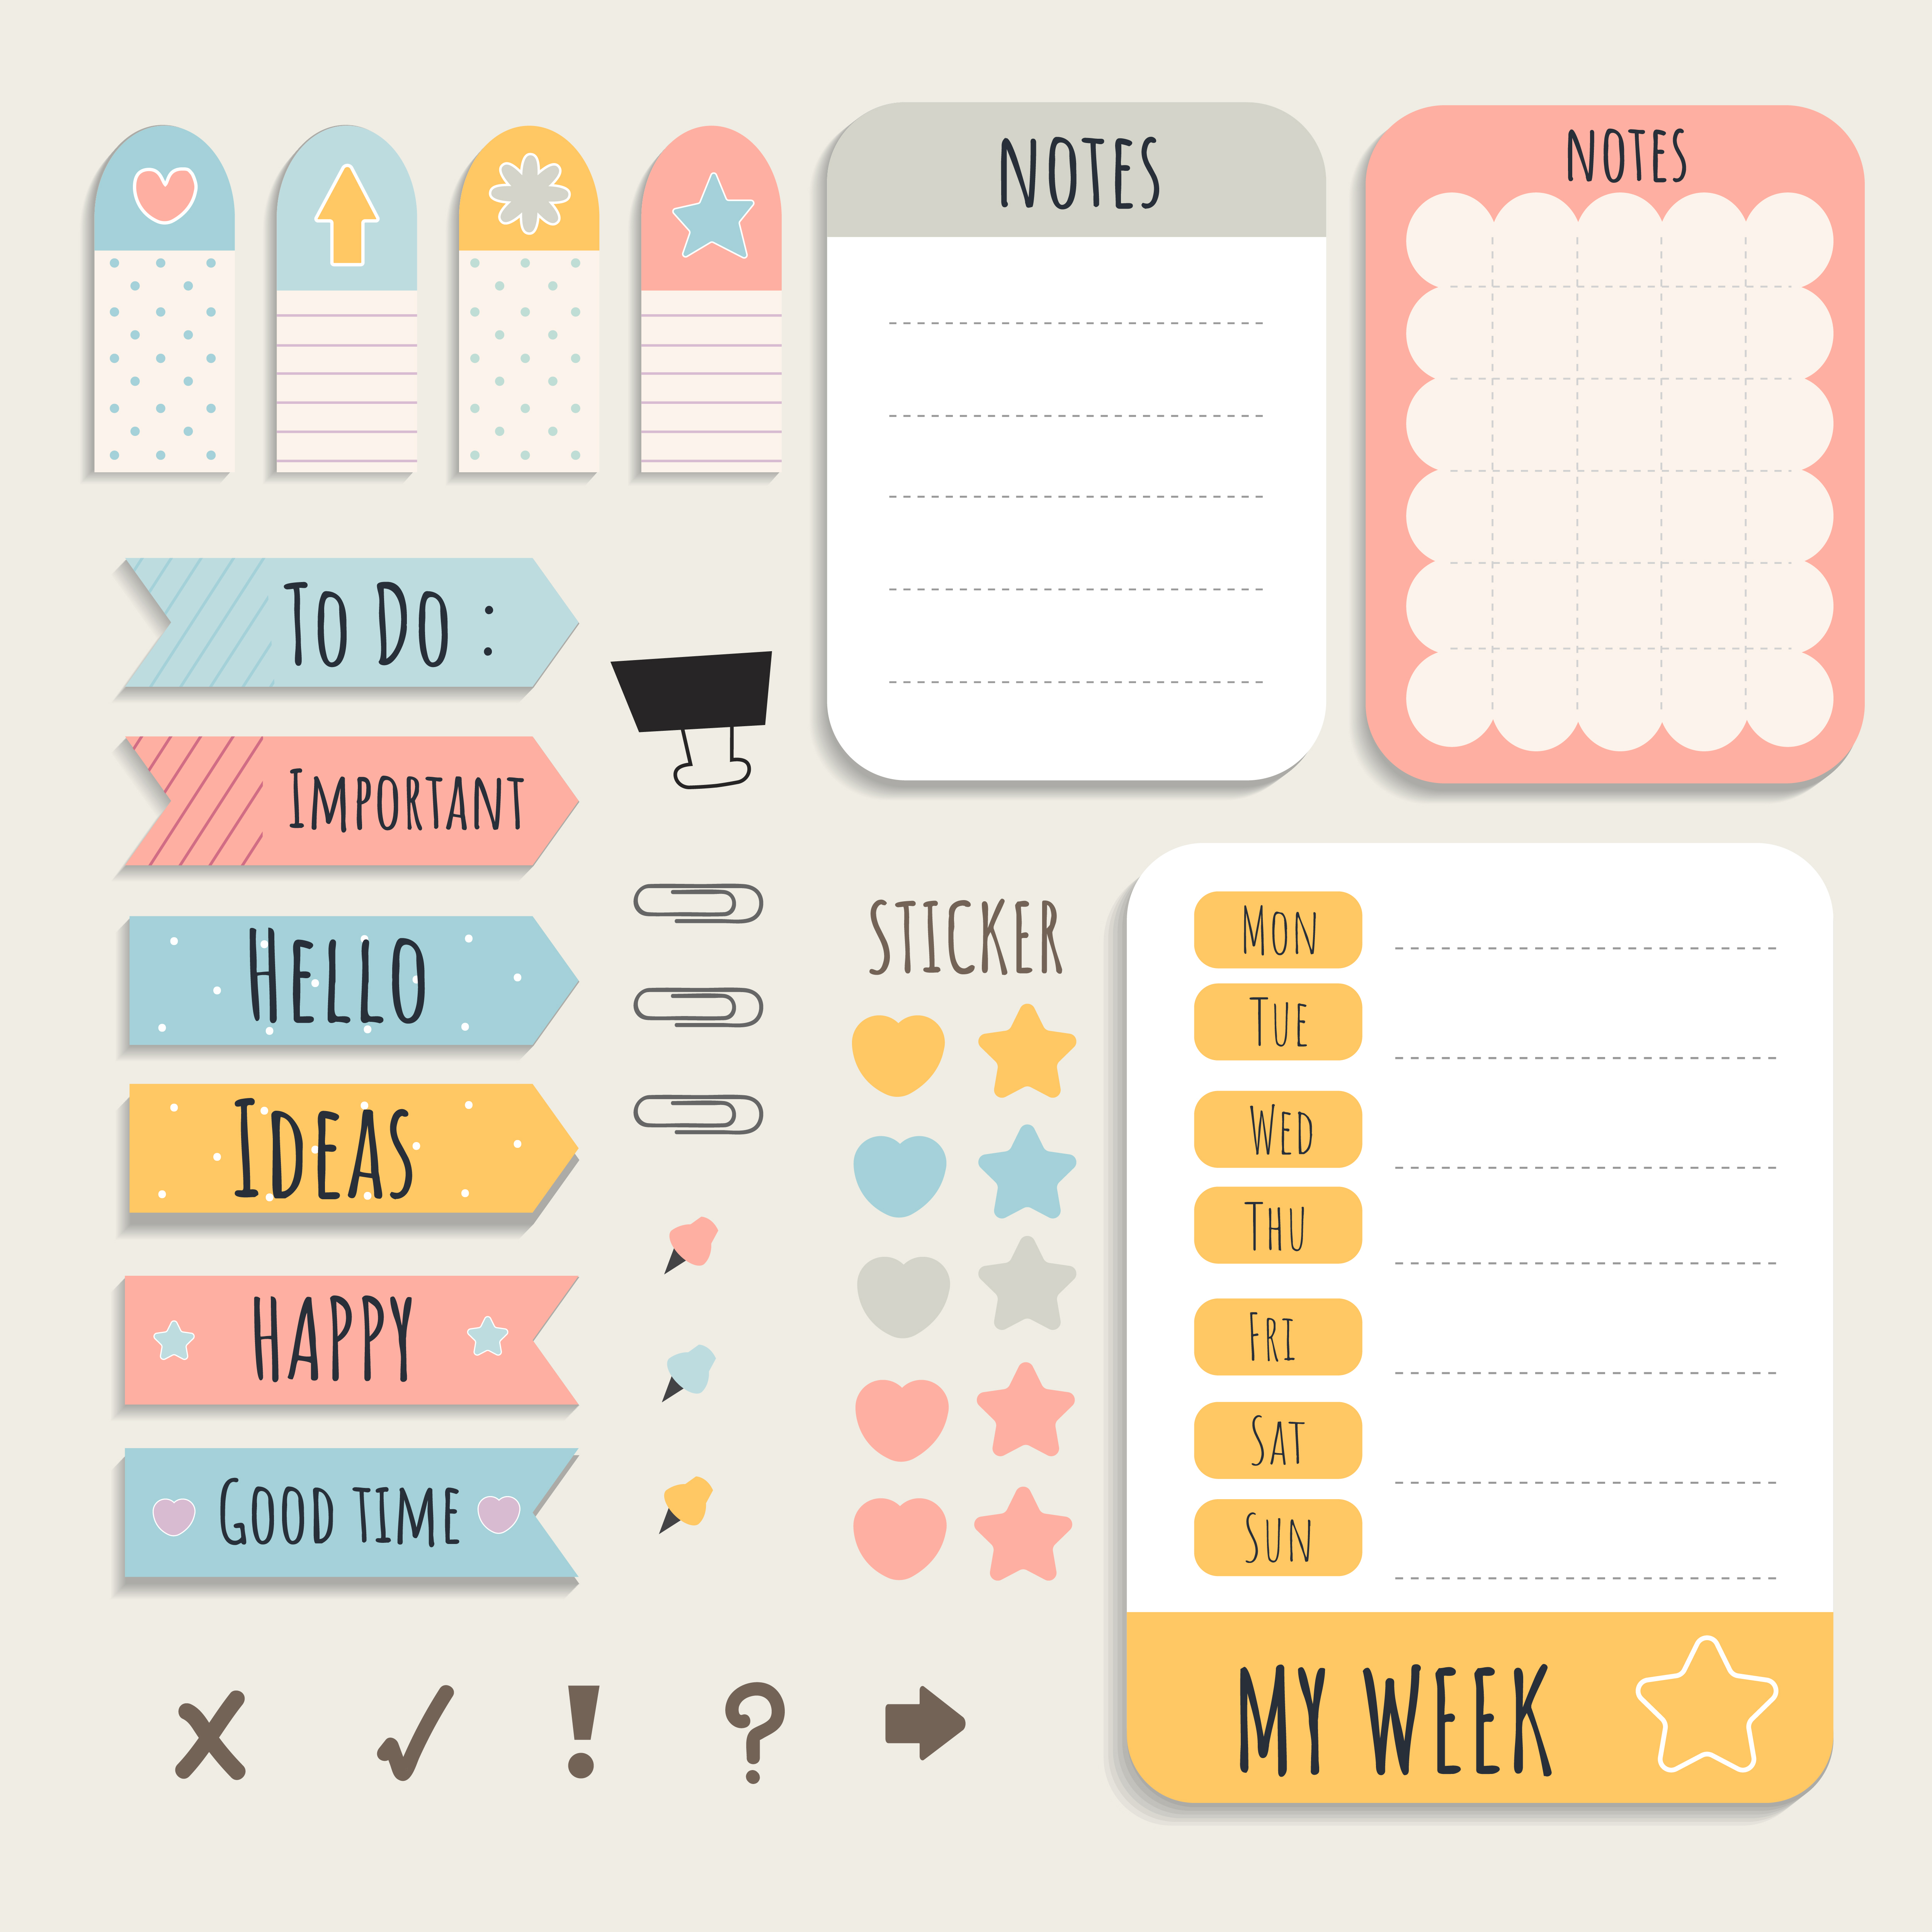 NOTES
NOTES
To Do :
Important
Hello
Ideas
HAPPY
Good time
STICKER
Mon
Tue
Wed
Thu
Fri
Sat
Sun
MY WEEK
X
✓
!
?